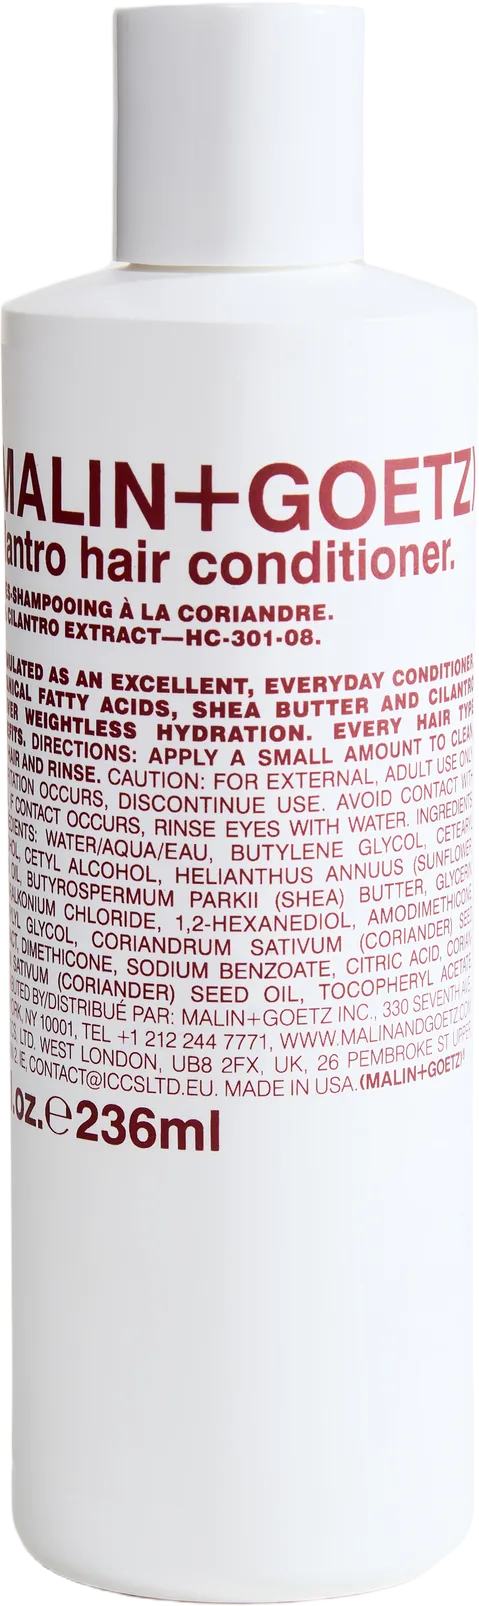 MALIN+GOETZ)
hair conditioner.
SHAMPOOING À LA CORIANDRE.
CILANTRO EXTRACT—HC-301-08.
AS AN EXCELLENT, EVERYDAY CONDITIONER.
FATTY ACIDS, SHEA BUTTER AND CILANTRO
WEIGHTLESS HYDRATION. EVERY HAIR TYPE
DIRECTIONS: APPLY A SMALL AMOUNT TO CLEAN
HAIR AND RINSE. CAUTION: FOR EXTERNAL, ADULT USE ONLY.
OCCURS, DISCONTINUE USE. AVOID CONTACT WITH
IF CONTACT OCCURS, RINSE EYES WITH WATER. INGREDIENTS
WATER/AQUA/EAU, BUTYLENE GLYCOL,
CETYL ALCOHOL, HELIANTHUS ANNUUS (SUNFLOWER
OIL, BUTYROSPERMUM PARKII (SHEA) BUTTER, GLYCERIN
CHLORIDE, 1,2-HEXANEDIOL, AMODIMETHICONE,
GLYCOL, CORIANDRUM SATIVUM (CORIANDER) SEED
DIMETHICONE, SODIUM BENZOATE, CITRIC ACID,
SATIVUM (CORIANDER) SEED OIL, TOCOPHERYL ACETATE
BY/DISTRIBUÉ PAR: MALIN+GOETZ INC., 330 SEVENTH AVE.
NY 10001, TEL +1 212 244 7771, WWW.MALINANDGOETZ.COM
LTD. WEST LONDON, UB8 2FX, UK, 26 PEMBROKE ST UPPER
2, IE, CONTACT@ICCSLTD.EU. MADE IN USA. (MALIN+GOETZ)®
oz. e 236ml